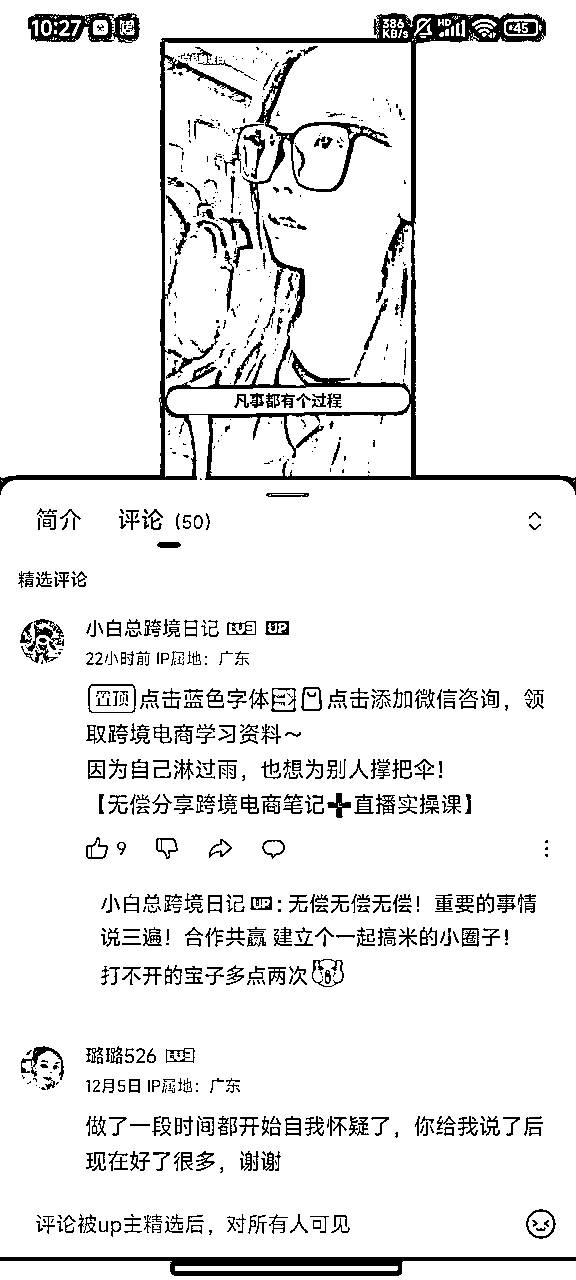 10:27
386 KB/s
HD
45
凡事都有个过程
简介 评论 (50)
精选评论
小白总跨境日记 LV3 UP
22小时前 IP属地：广东
置顶 点击蓝色字体 点击添加微信咨询，领
取跨境电商学习资料～
因为自己淋过雨，也想为别人撑把伞！
【无偿分享跨境电商笔记➕直播实操课】
9
小白总跨境日记 UP：无偿无偿无偿！重要的事情
说三遍！合作共赢 建立个一起搞米的小圈子！
打不开的宝子多点两次
璐璐526
12月5日 IP属地：广东
做了一段时间都开始自我怀疑了，你给我说了后
现在好了很多，谢谢
评论被up主精选后，对所有人可见